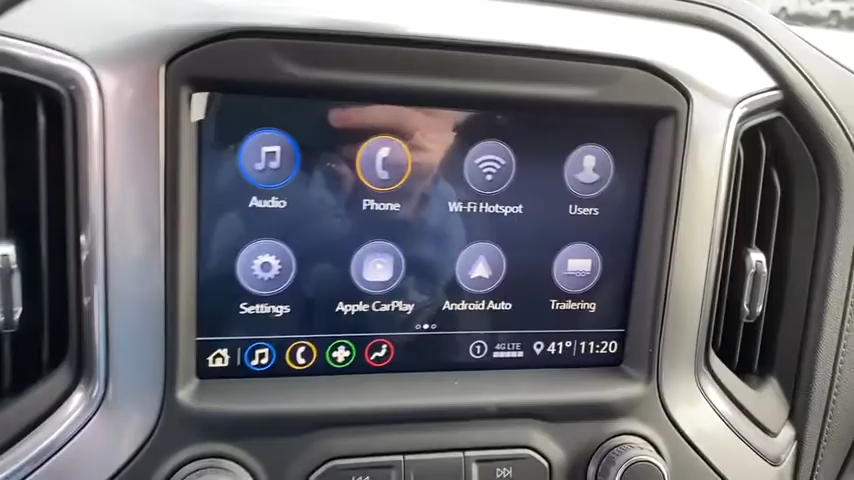 Audio Phone Wi-Fi Hotspot Users
Settings Apple CarPlay Android Auto Trailering
1 4G LTE 41° 11:20